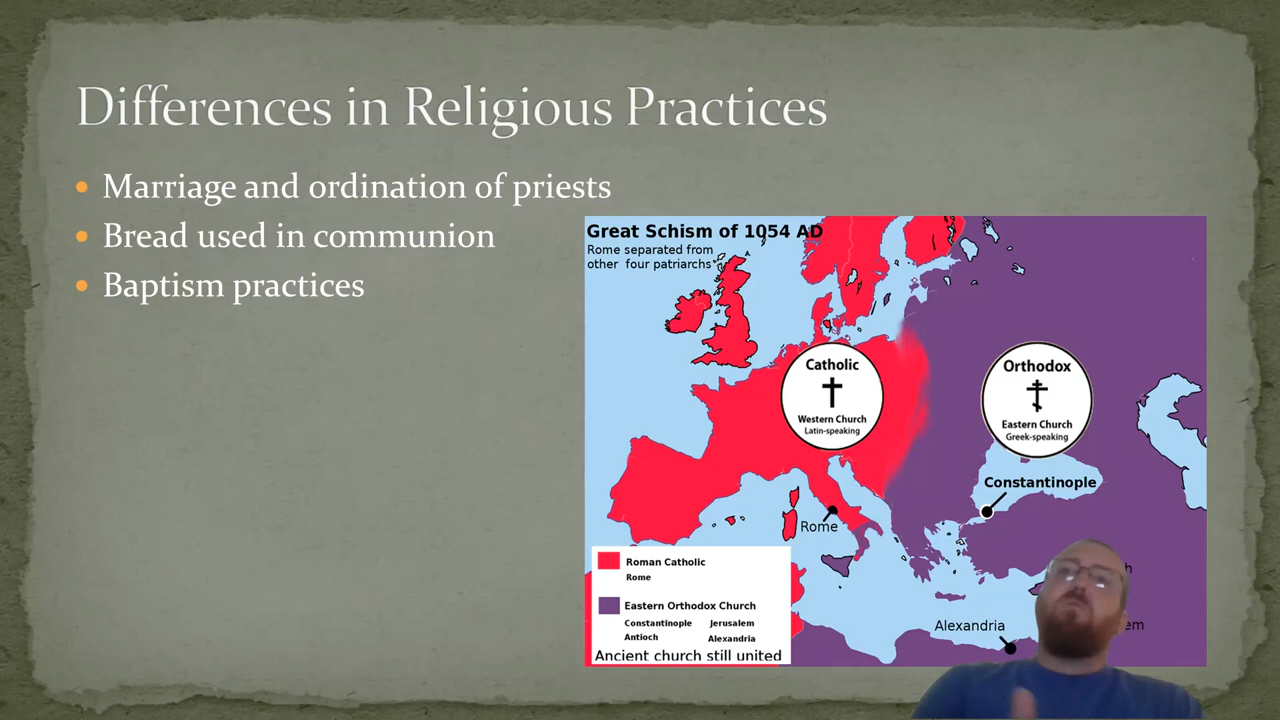 Differences in Religious Practices
Marriage and ordination of priests
Bread used in communion
Baptism practices
Great Schism of 1054 AD
Rome separated from
other four patriarchs
Catholic
Western Church
Latin-speaking
Orthodox
Eastern Church
Greek-speaking
Constantinople
Rome
Alexandria
Roman Catholic
Rome
Eastern Orthodox Church
Constantinople Jerusalem
Antioch Alexandria
Ancient church still united